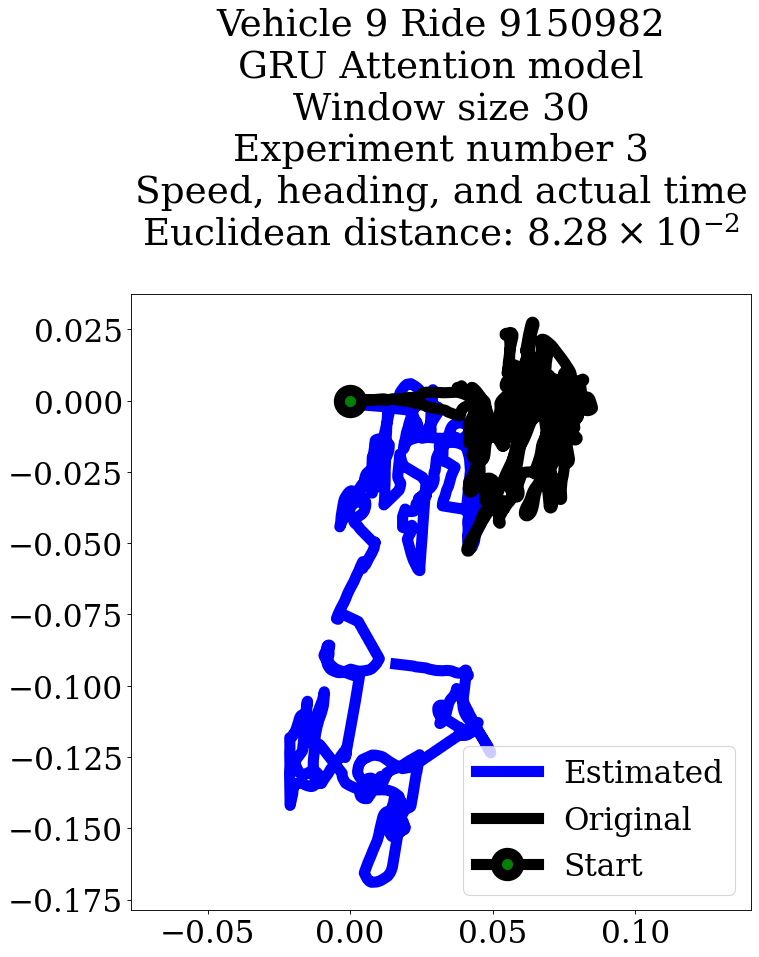 Vehicle 9 Ride 9150982
GRU Attention model
Window size 30
Experiment number 3
Speed, heading, and actual time
Euclidean distance: 8.28 × 10⁻²
0.025
0.000
−0.025
−0.050
−0.075
−0.100
−0.125
−0.150
−0.175
Estimated
Original
Start
−0.05
0.00
0.05
0.10